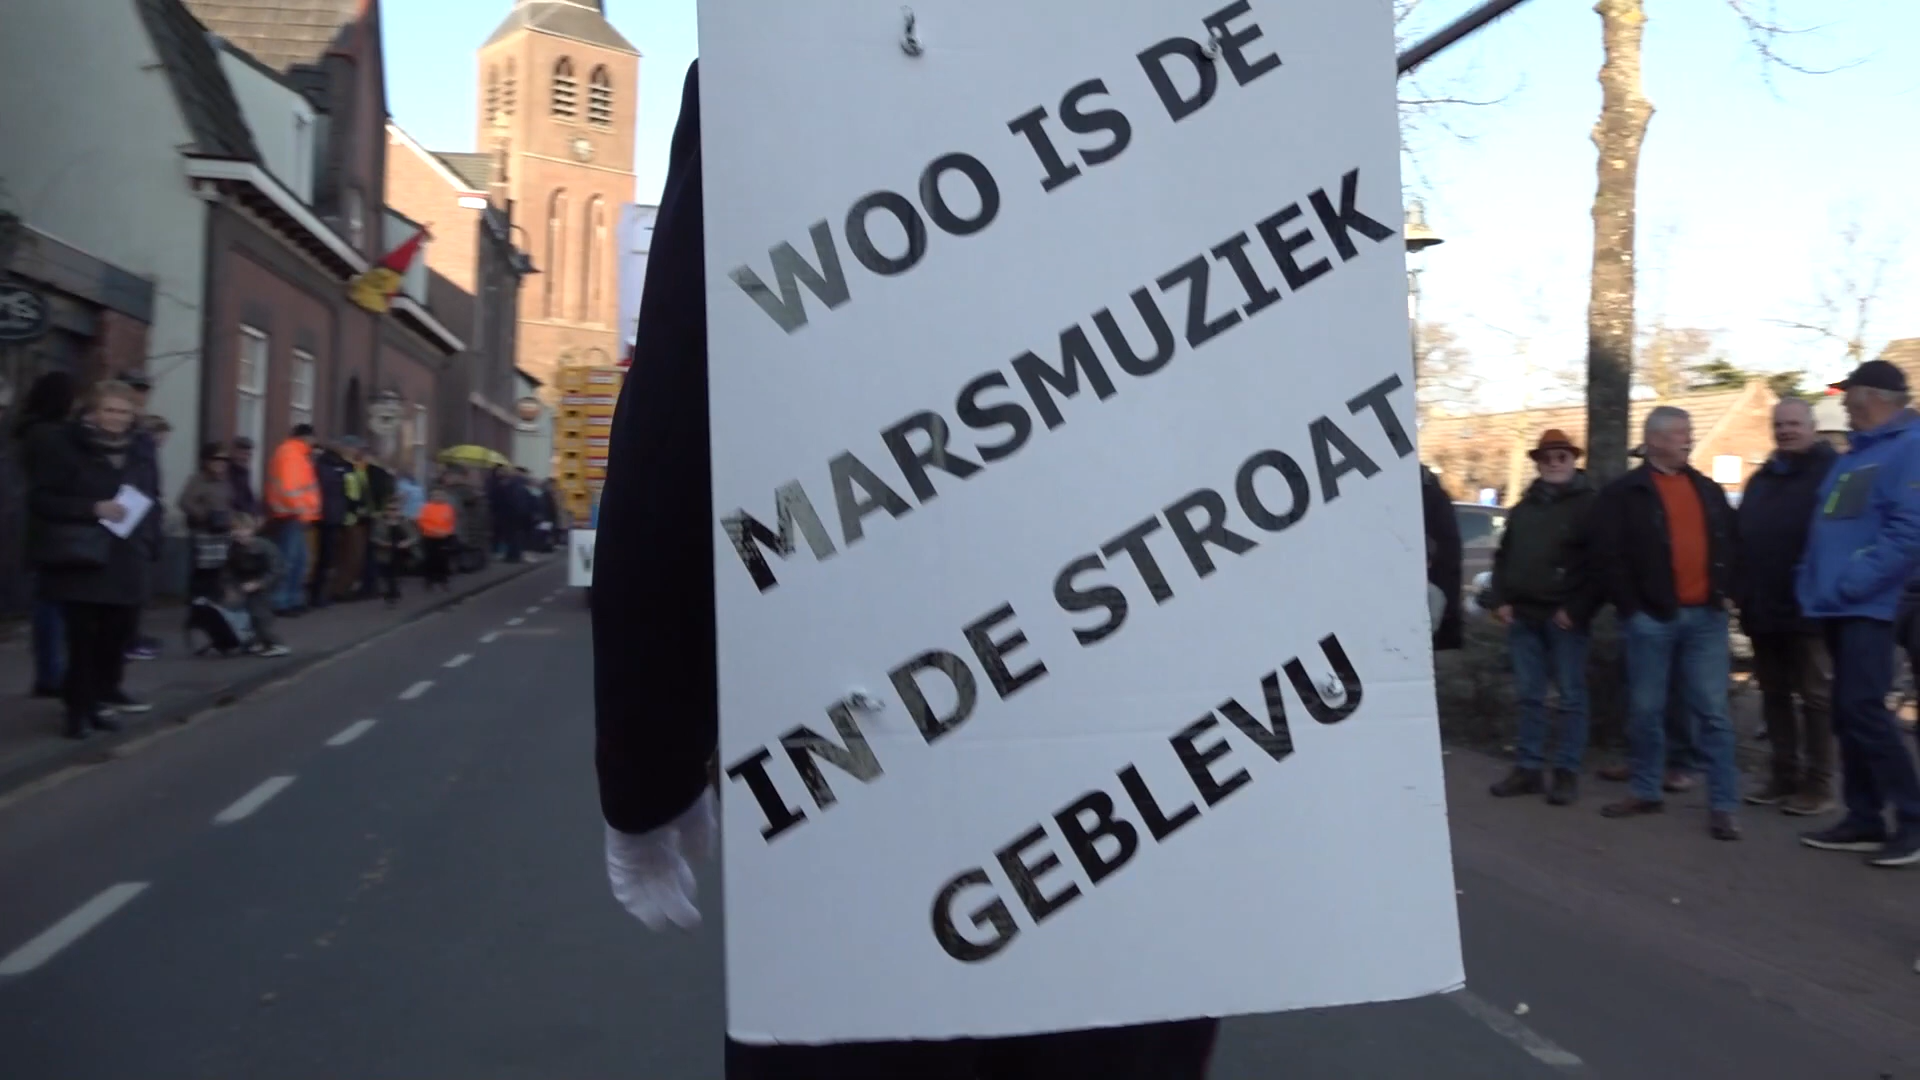 WOO IS DE
MARSMUZIEK
IN DE STROAT
GEBLEVU